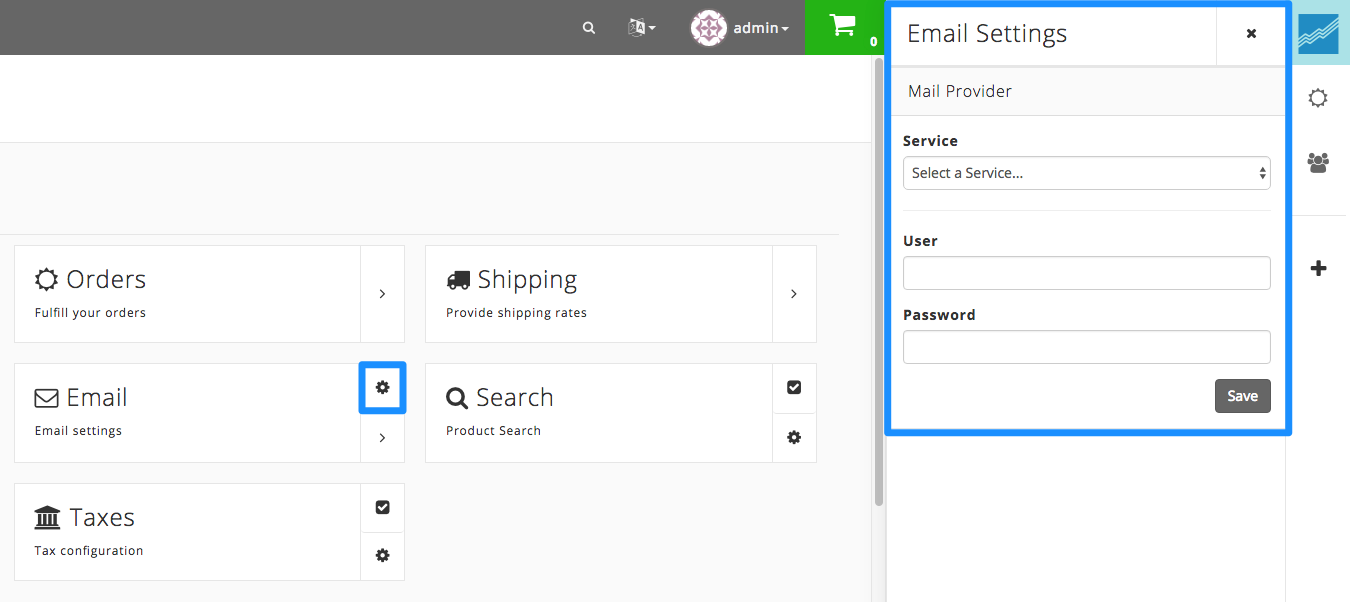 admin
0
Email Settings
Mail Provider
Service
Select a Service...
User
Password
Save
Orders
Fulfill your orders
Shipping
Provide shipping rates
Email
Email settings
Search
Product Search
Taxes
Tax configuration